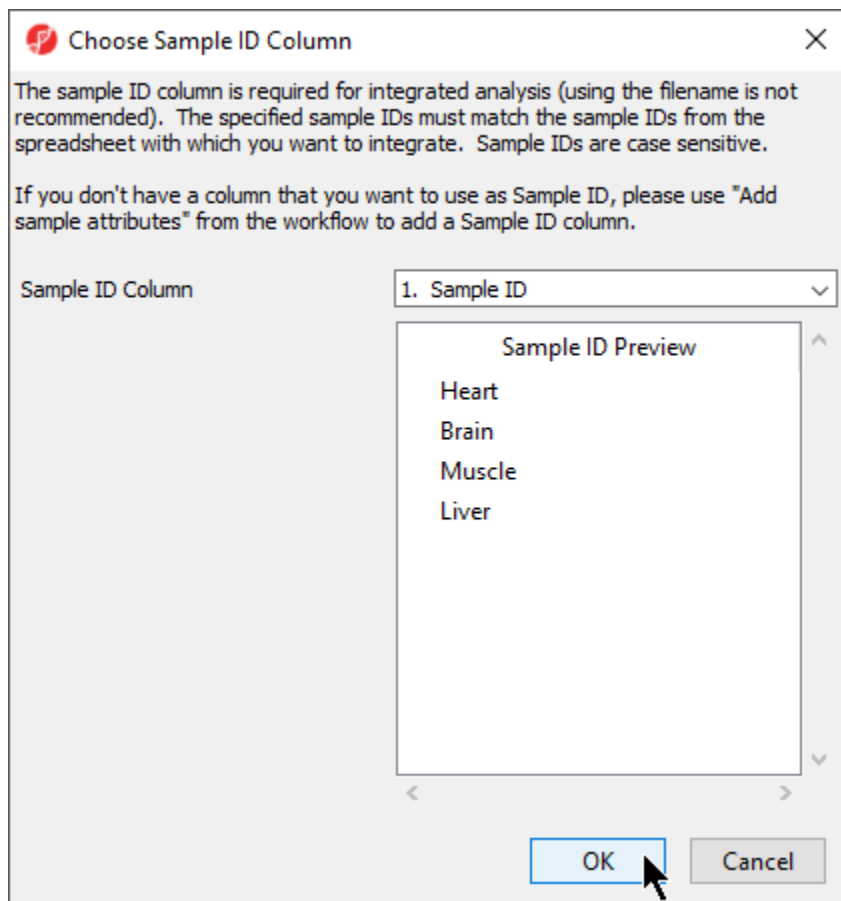 Choose Sample ID Column
The sample ID column is required for integrated analysis (using the filename is not
recommended).  The specified sample IDs must match the sample IDs from the
spreadsheet with which you want to integrate.  Sample IDs are case sensitive.
If you don't have a column that you want to use as Sample ID, please use "Add
sample attributes" from the workflow to add a Sample ID column.
Sample ID Column
1.  Sample ID
Sample ID Preview
Heart
Brain
Muscle
Liver
OK
Cancel